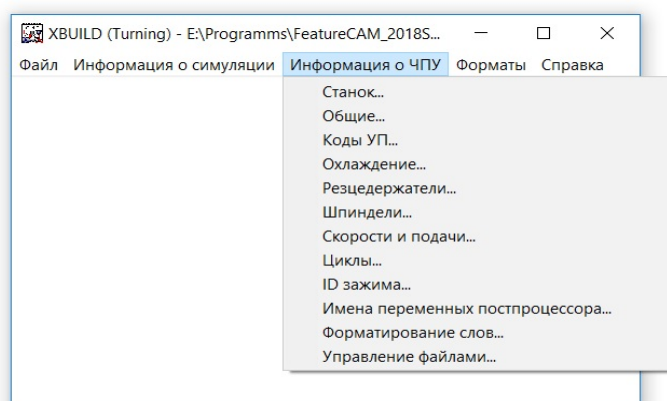 XBUILD (Turning) - E:\Programms\FeatureCAM_2018S...
Файл Информация о симуляции Информация о ЧПУ Форматы Справка
Станок...
Общие...
Коды УП...
Охлаждение...
Резцедержатели...
Шпиндели...
Скорости и подачи...
Циклы...
ID зажима...
Имена переменных постпроцессора...
Форматирование слов...
Управление файлами...